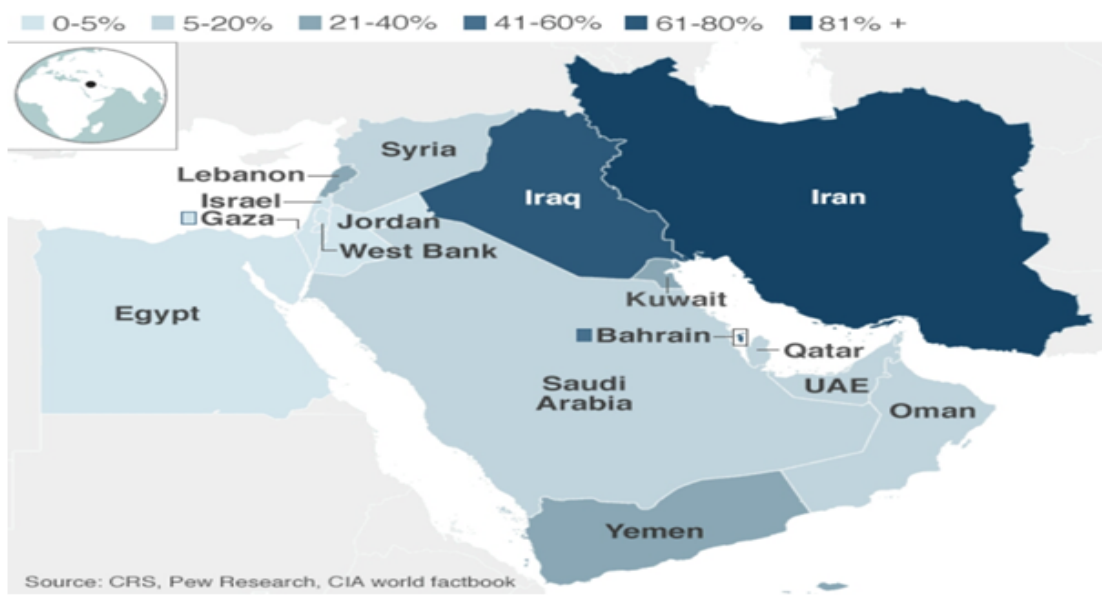 0-5% 5-20% 21-40% 41-60% 61-80% 81% +
Syria
Lebanon
Iraq
Iran
Israel
Gaza
Jordan
West Bank
Kuwait
Egypt
Bahrain
Qatar
Saudi
Arabia
UAE
Oman
Yemen
Source: CRS, Pew Research, CIA world factbook